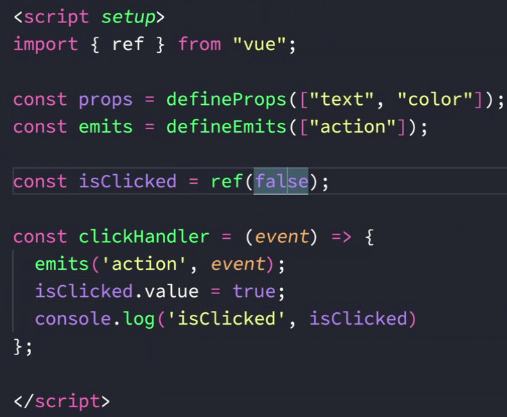 <script setup>
import { ref } from "vue";
const props = defineProps(["text", "color"]);
const emits = defineEmits(["action"]);
const isClicked = ref(false);
const clickHandler = (event) => {
emits('action', event);
isClicked.value = true;
console.log('isClicked', isClicked)
};
</script>